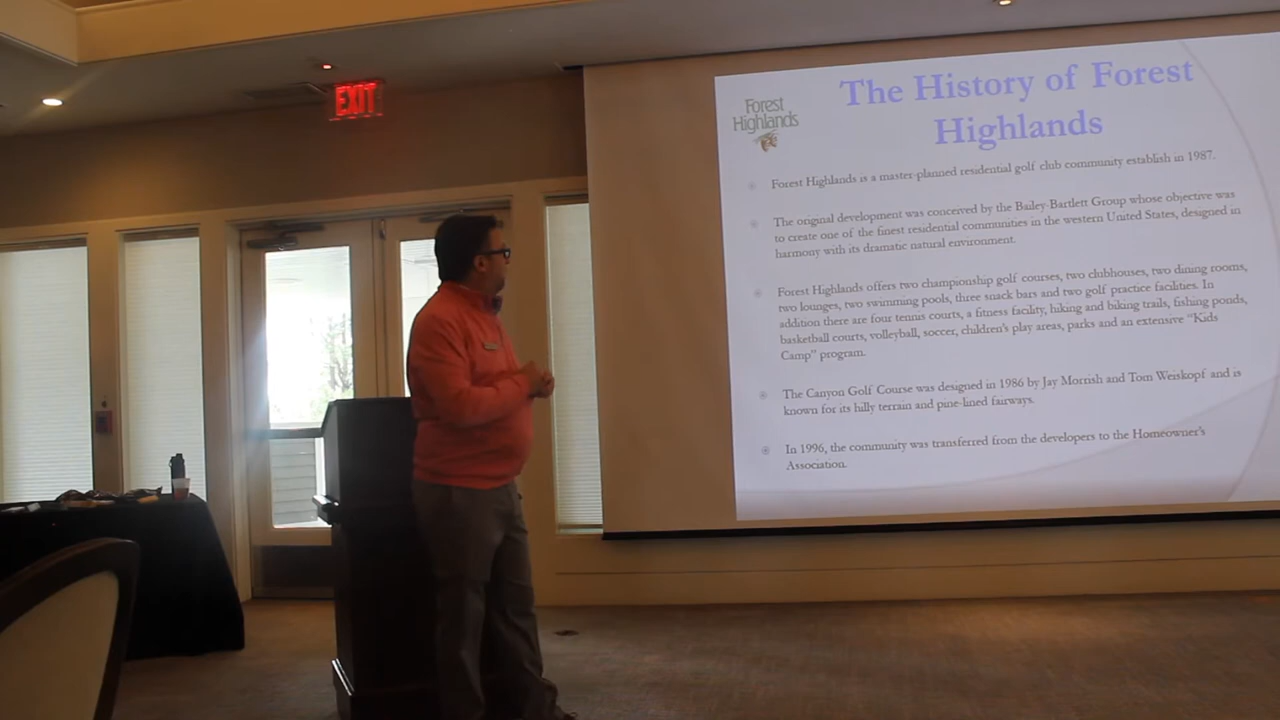 EXIT
Forest
Highlands
The History of Forest
Highlands
Forest Highlands is a master-planned residential golf club community establish in 1987.
The original development was conceived by the Bailey-Bartlett Group whose objective was
to create one of the finest residential communities in the western United States, designed in
harmony with its dramatic natural environment.
Forest Highlands offers two championship golf courses, two clubhouses, two dining rooms,
two lounges, two swimming pools, three snack bars and two golf practice facilities. In
addition there are four tennis courts, a fitness facility, hiking and biking trails, fishing ponds,
basketball courts, volleyball, soccer, children's play areas, parks and an extensive "Kids
Camp" program.
The Canyon Golf Course was designed in 1986 by Jay Morrish and Tom Weiskopf and is
known for its hilly terrain and pine-lined fairways.
In 1996, the community was transferred from the developers to the Homeowner's
Association.